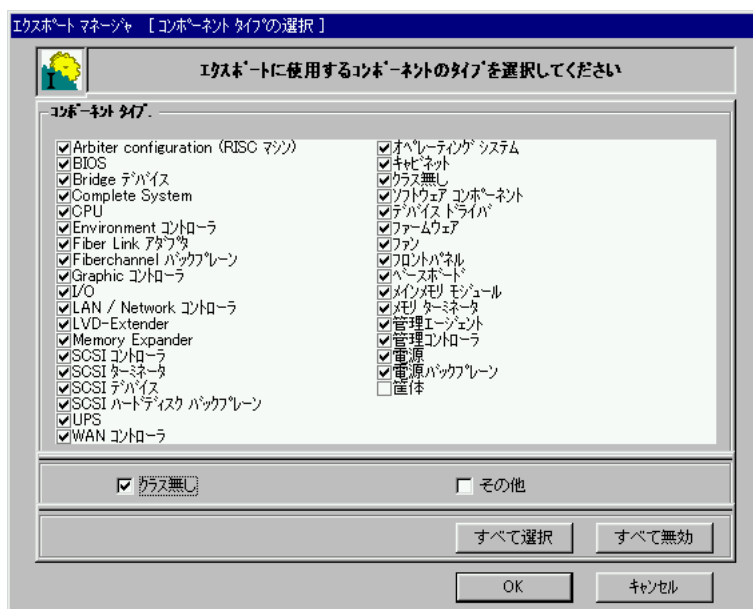 ｴｸｽﾎﾟｰﾄ ﾏﾈｰｼﾞｬ [ ｺﾝﾎﾟｰﾈﾝﾄ ﾀｲﾌﾟの選択 ]
ｴｸｽﾎﾟｰﾄに使用するｺﾝﾎﾟｰﾈﾝﾄのﾀｲﾌﾟを選択してください
ｺﾝﾎﾟｰﾈﾝﾄ ﾀｲﾌﾟ.
Arbiter configuration (RISC ﾏｼﾝ)
BIOS
Bridge ﾃﾞﾊﾞｲｽ
Complete System
CPU
Environment ｺﾝﾄﾛｰﾗ
Fiber Link ｱﾀﾞﾌﾟﾀ
Fiberchannel ﾊﾞｯｸﾌﾟﾚｰﾝ
Graphic ｺﾝﾄﾛｰﾗ
I/O
LAN / Network ｺﾝﾄﾛｰﾗ
LVD-Extender
Memory Expander
SCSI ｺﾝﾄﾛｰﾗ
SCSI ﾀｰﾐﾈｰﾀ
SCSI ﾃﾞﾊﾞｲｽ
SCSI ﾊｰﾄﾞﾃﾞｨｽｸ ﾊﾞｯｸﾌﾟﾚｰﾝ
UPS
WAN ｺﾝﾄﾛｰﾗ
ｵﾍﾟﾚｰﾃｨﾝｸﾞ ｼｽﾃﾑ
ｷｬﾋﾞﾈｯﾄ
ｸﾗｽ無し
ｿﾌﾄｳｪｱ ｺﾝﾎﾟｰﾈﾝﾄ
ﾃﾞﾊﾞｲｽ ﾄﾞﾗｲﾊﾞ
ﾌｧｰﾑｳｪｱ
ﾌｧﾝ
ﾌﾛﾝﾄﾊﾟﾈﾙ
ﾍﾞｰｽﾎﾞｰﾄﾞ
ﾒｲﾝﾒﾓﾘ ﾓｼﾞｭｰﾙ
ﾒﾓﾘ ﾀｰﾐﾈｰﾀ
管理ｴｰｼﾞｪﾝﾄ
管理ｺﾝﾄﾛｰﾗ
電源
電源ﾊﾞｯｸﾌﾟﾚｰﾝ
筐体
ｸﾗｽ無し
その他
すべて選択
すべて無効
OK
ｷｬﾝｾﾙ